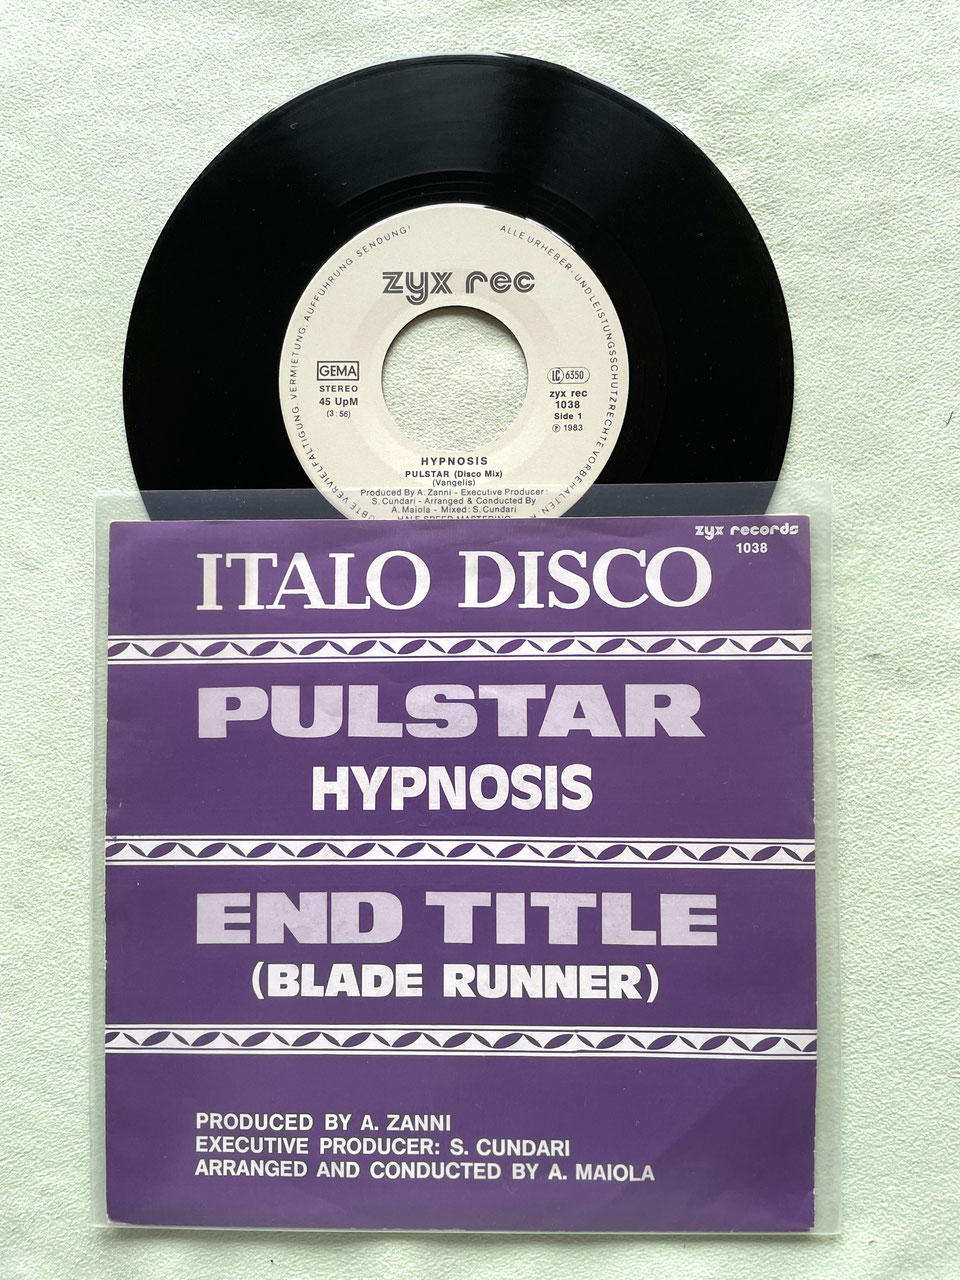 ALLE URHEBER- UND LEISTUNGSSCHUTZRECHTE VORBEHALTEN
VERVIELFÄLTIGUNG, VERMIETUNG, AUFFÜHRUNG SENDUNG!
zyx rec
GEMA
STEREO
45 UpM
(3:56)
LC 6350
zyx rec
1038
Side 1
Ⓟ 1983
HYPNOSIS
PULSTAR (Disco Mix)
(Vangelis)
Produced By A. Zanni - Executive Producer:
S. Cundari - Arranged & Conducted By
A. Maiola - Mixed: S. Cundari
HALF SPEED MASTERING
zyx records
1038
ITALO DISCO
PULSTAR
HYPNOSIS
END TITLE
(BLADE RUNNER)
PRODUCED BY A. ZANNI
EXECUTIVE PRODUCER: S. CUNDARI
ARRANGED AND CONDUCTED BY A. MAIOLA